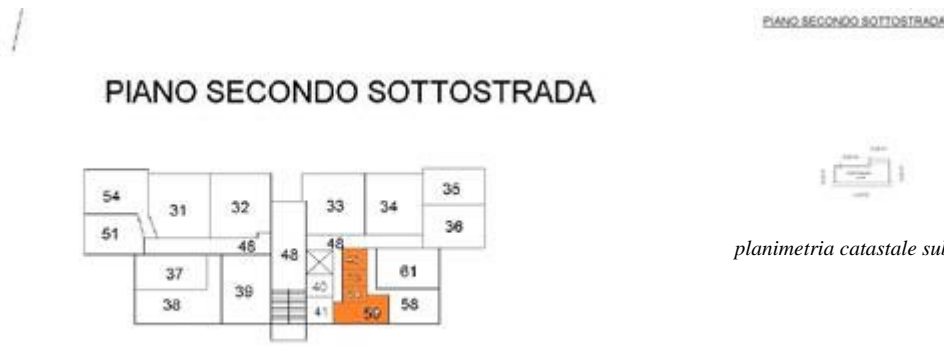 PIANO SECONDO SOTTOSTRADA
PIANO SECONDO SOTTOSTRADA
54 31 32 33 34 35
51 36
48 48 48
37 39 40 61
38 41 59 58
planimetria catastale sul